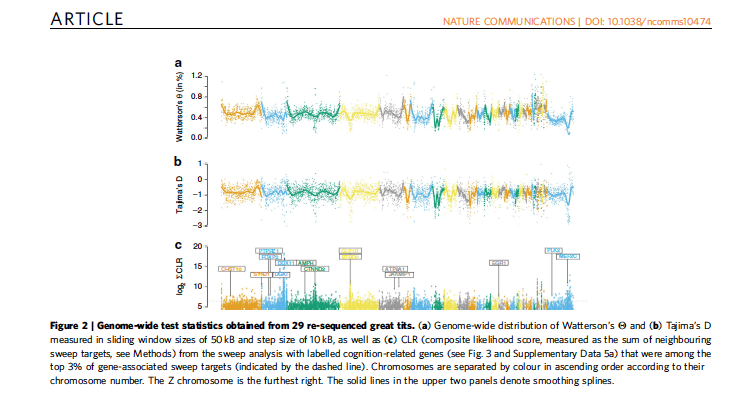 ARTICLE
NATURE COMMUNICATIONS | DOI: 10.1038/ncomms10474
a
Watterson's θ (In %)
1.2
0.8
0.4
0.0
b
Tajima's D
1
0
−1
−2
−3
c
log2 ΣCLR
20
15
10
5
AMPH
PLK2
Figure 2 | Genome-wide test statistics obtained from 29 re-sequenced great tits. (a) Genome-wide distribution of Watterson's Θ and (b) Tajima's D
measured in sliding window sizes of 50 kB and step size of 10 kB, as well as (c) CLR (composite likelihood score, measured as the sum of neighbouring
sweep targets, see Methods) from the sweep analysis with labelled cognition-related genes (see Fig. 3 and Supplementary Data 5a) that were among the
top 3% of gene-associated sweep targets (indicated by the dashed line). Chromosomes are separated by colour in ascending order according to their
chromosome number. The Z chromosome is the furthest right. The solid lines in the upper two panels denote smoothing splines.